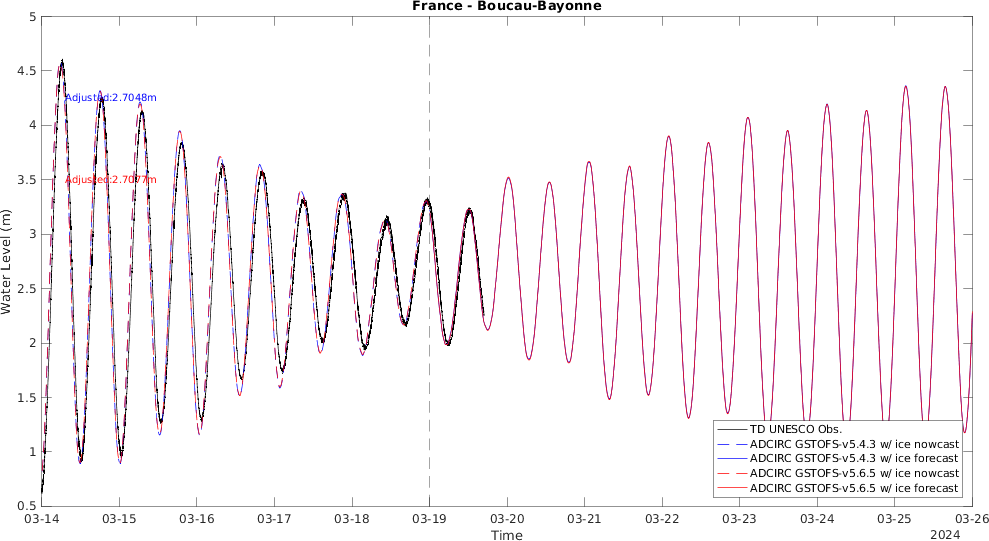 France - Boucau-Bayonne
5
4.5
4
3.5
3
2.5
2
1.5
1
0.5
Water Level (m)
Adjusted:2.7048m
Adjusted:2.7077m
TD UNESCO Obs.
ADCIRC GSTOFS-v5.4.3 w/ ice nowcast
ADCIRC GSTOFS-v5.4.3 w/ ice forecast
ADCIRC GSTOFS-v5.6.5 w/ ice nowcast
ADCIRC GSTOFS-v5.6.5 w/ ice forecast
03-14 03-15 03-16 03-17 03-18 03-19 03-20 03-21 03-22 03-23 03-24 03-25 03-26
Time
2024